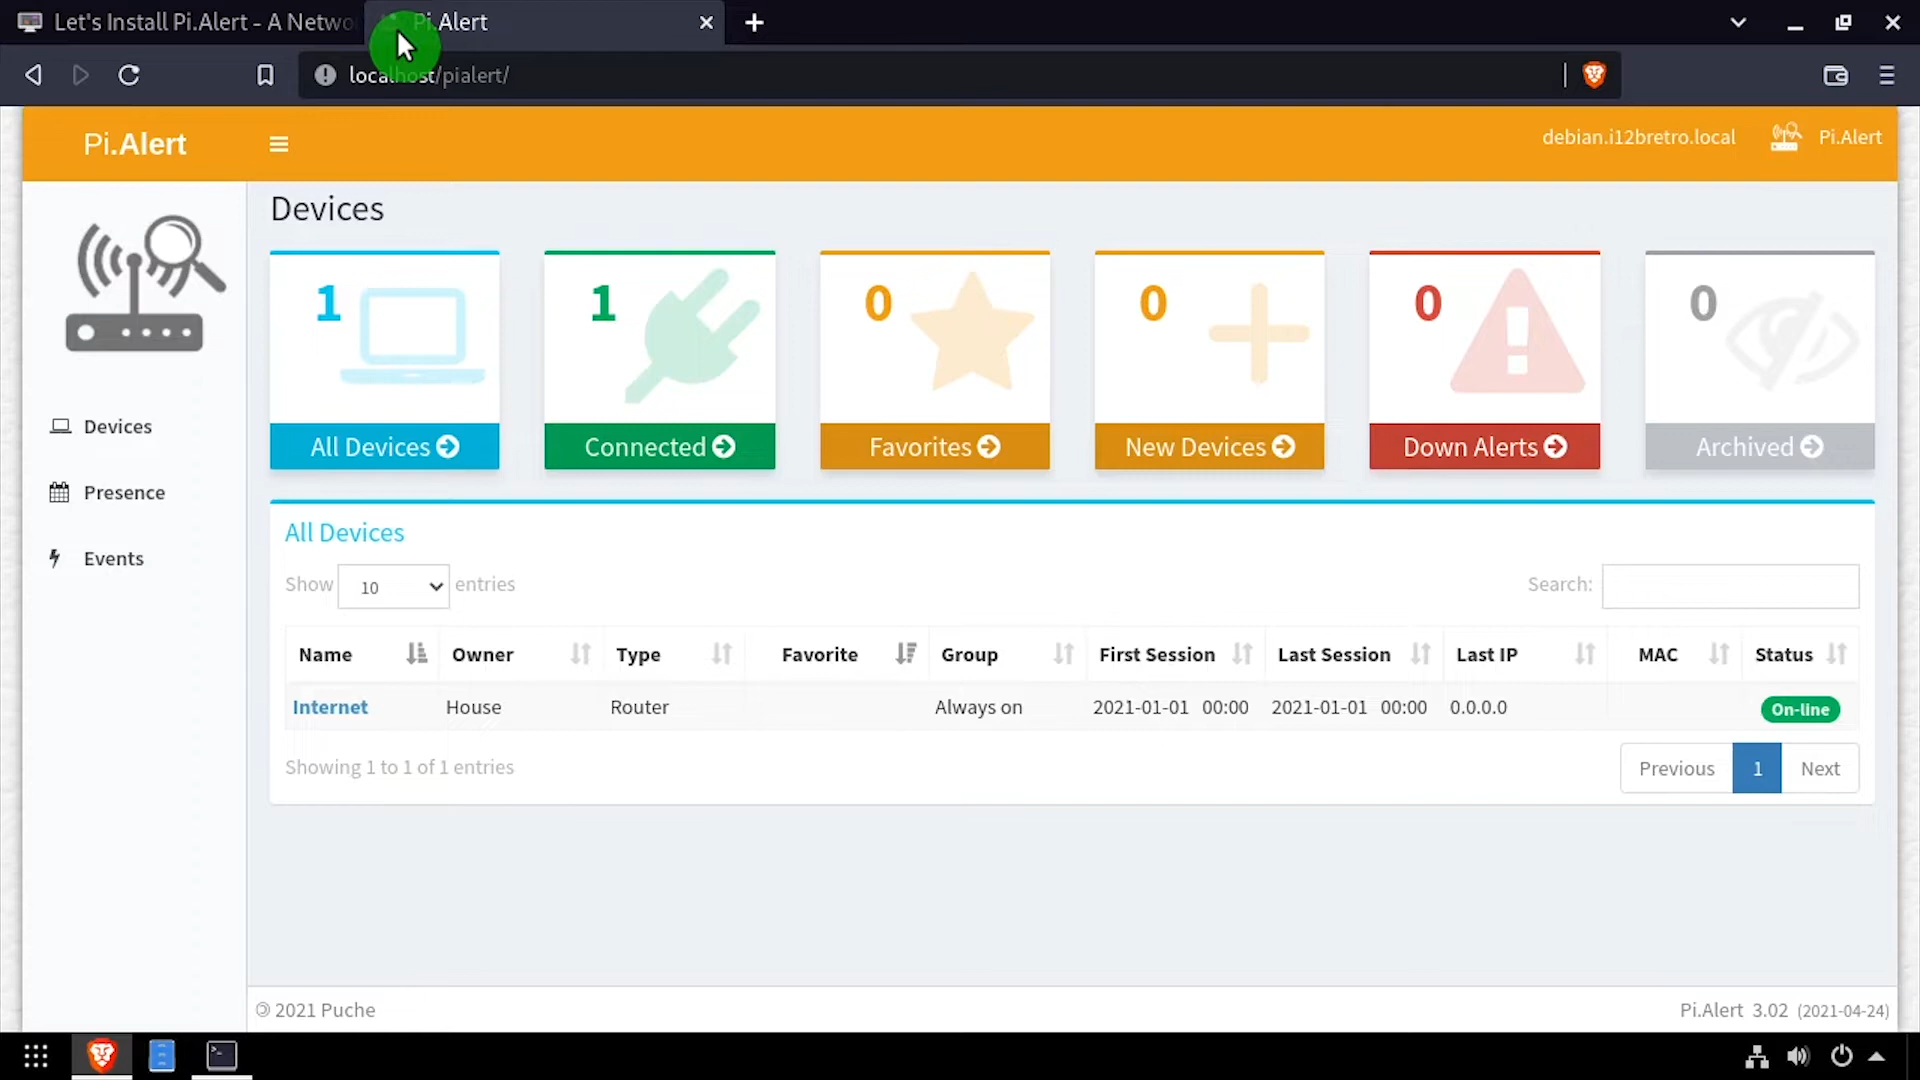 Let's Install Pi.Alert - A Netwo
Pi.Alert
localhost/pialert/
Pi.Alert
debian.i12bretro.local
Pi.Alert
Devices
1
1
0
0
0
0
All Devices
Connected
Favorites
New Devices
Down Alerts
Archived
Devices
Presence
Events
All Devices
Show 10 entries
Search:
Name Owner Type Favorite Group First Session Last Session Last IP MAC Status
Internet House Router Always on 2021-01-01 00:00 2021-01-01 00:00 0.0.0.0 On-line
Showing 1 to 1 of 1 entries
Previous 1 Next
© 2021 Puche
Pi.Alert 3.02 (2021-04-24)